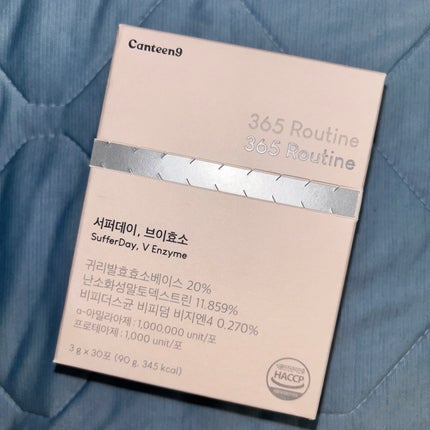 Canteen9
365 Routine
365 Routine
서퍼데이, 브이효소
SufferDay, V Enzyme
귀리발효효소베이스 20%
난소화성말토덱스트린 11.859%
비피더스균 비피덤 비지엔4 0.270%
α-아밀라아제 : 1,000,000 unit/포
프로테아제 : 1,000 unit/포
3 g x 30포 (90 g, 345 kcal)
HACCP